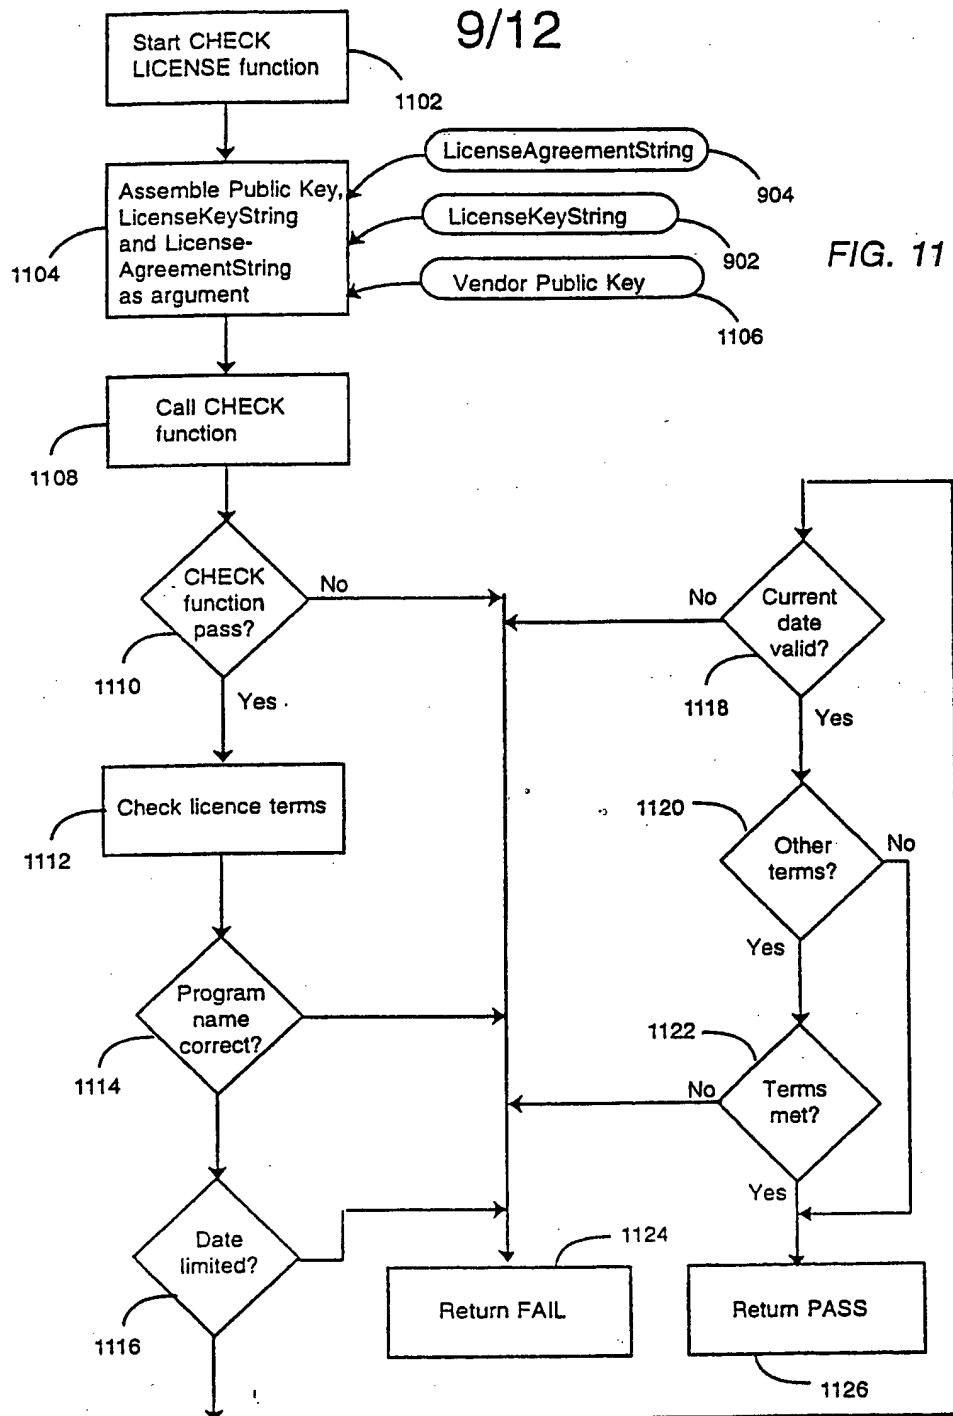 9/12
Start CHECK
LICENSE function
1102
LicenseAgreementString
904
Assemble Public Key,
LicenseKeyString
and License-
AgreementString
as argument
1104
LicenseKeyString
902
FIG. 11
Vendor Public Key
1106
Call CHECK
function
1108
CHECK
function
pass?
No
1110
Yes
No
Current
date
valid?
1118
Yes
Check licence terms
1112
1120
Other
terms?
No
Yes
Program
name
correct?
1114
1122
No
Terms
met?
Yes
Date
limited?
1116
1124
Return FAIL
Return PASS
1126